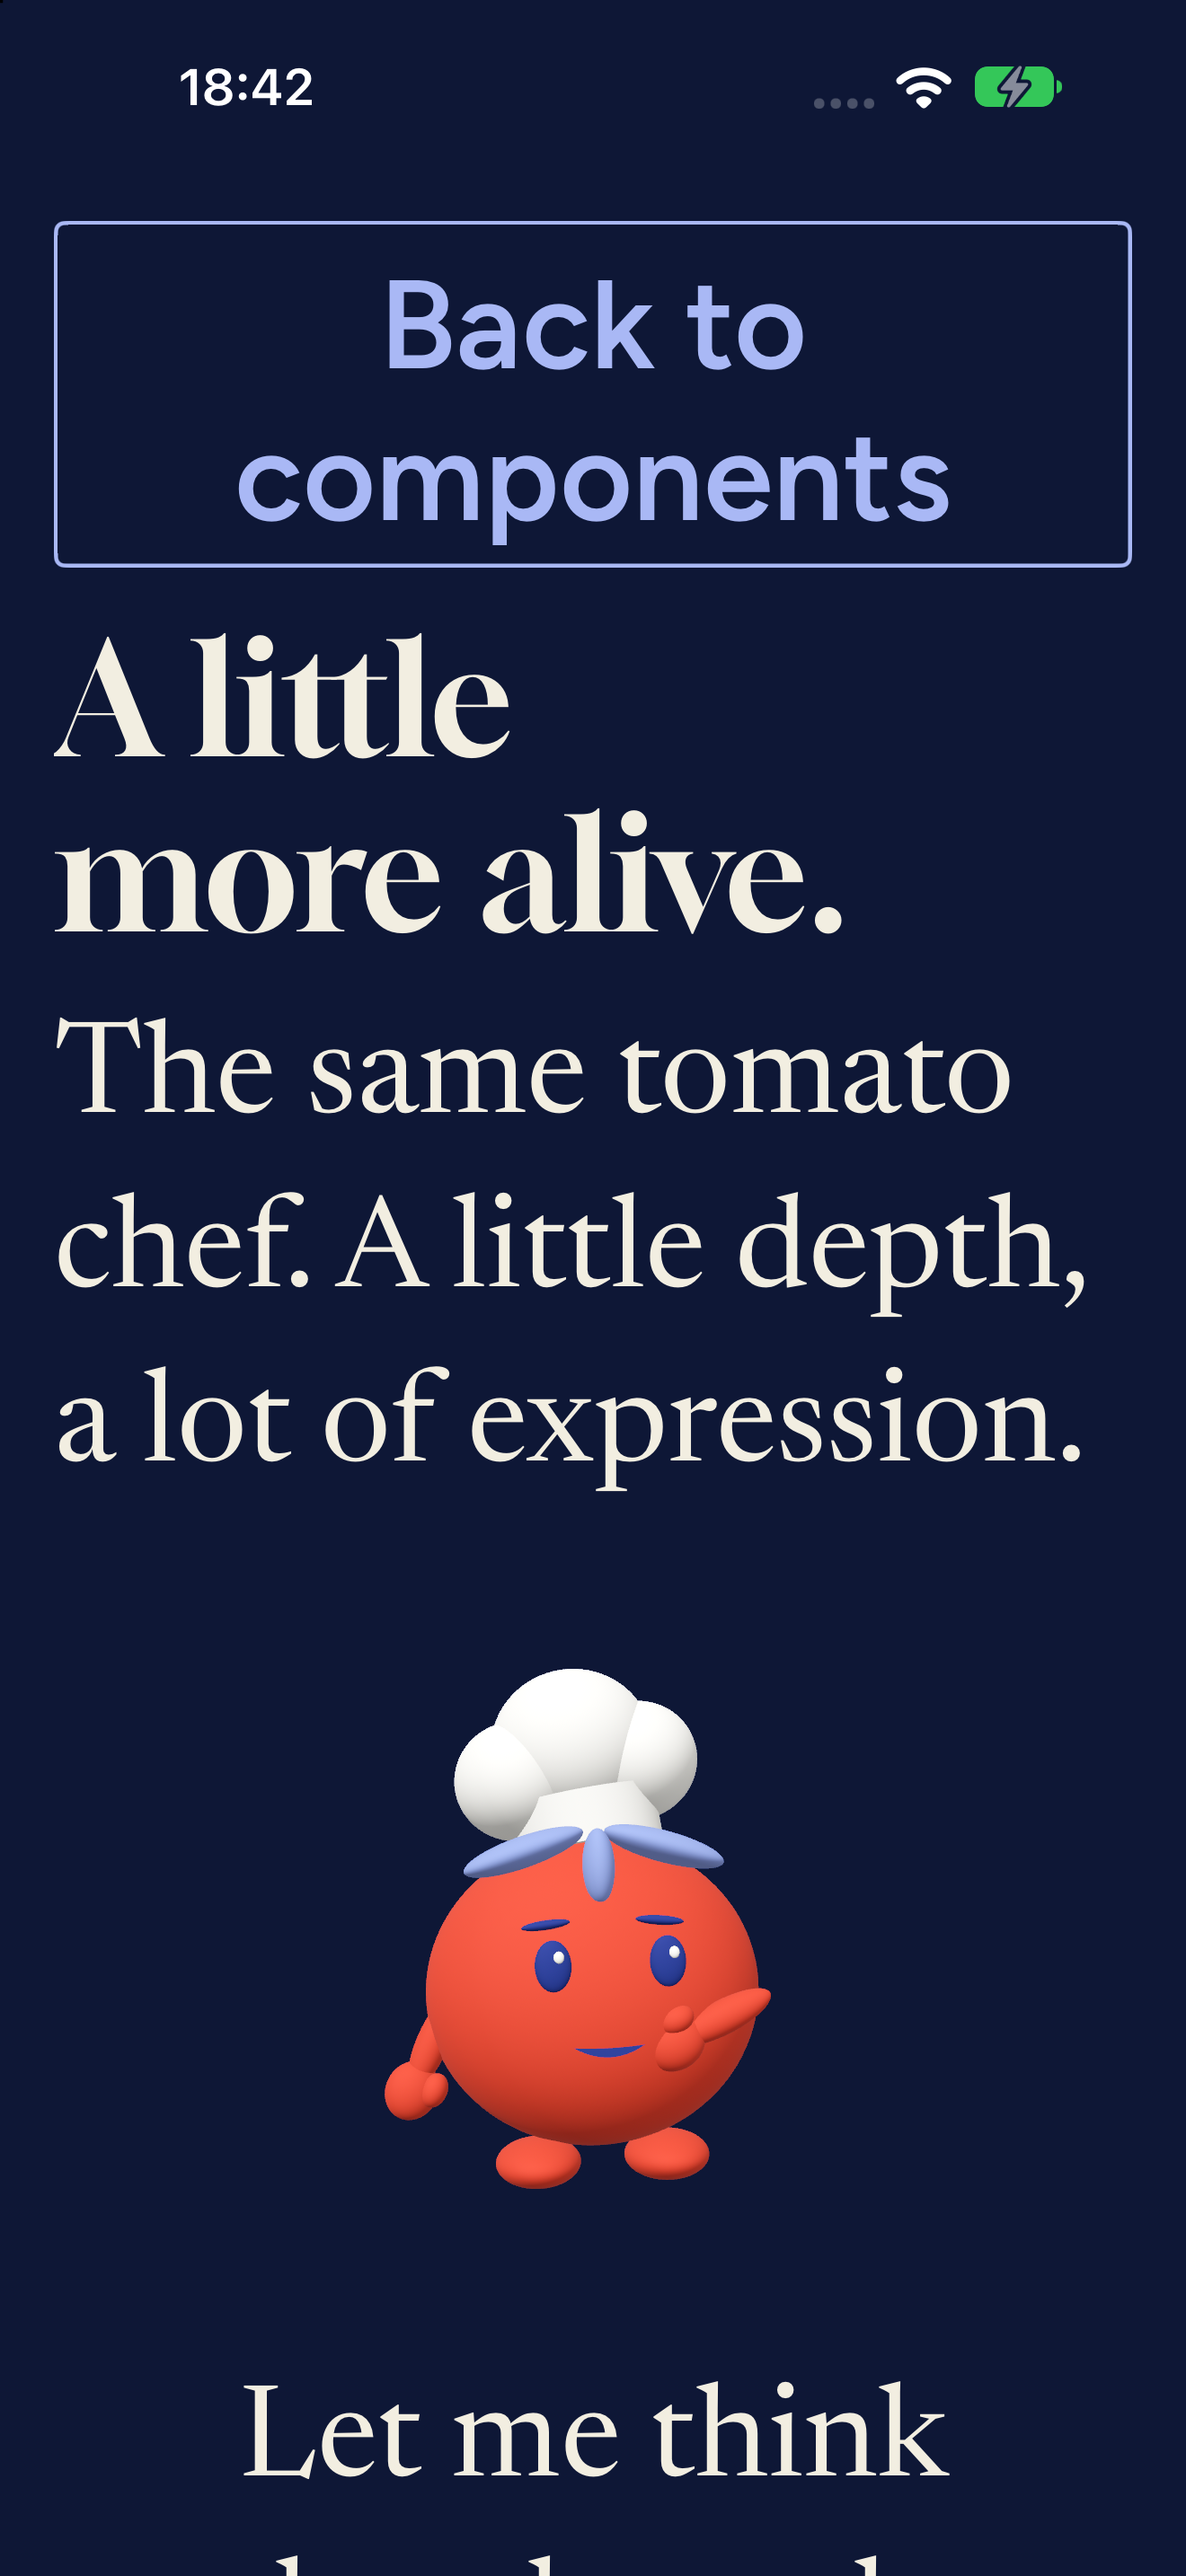 18:42
Back to
components
A little
more alive.
The same tomato
chef. A little depth,
a lot of expression.
Let me think